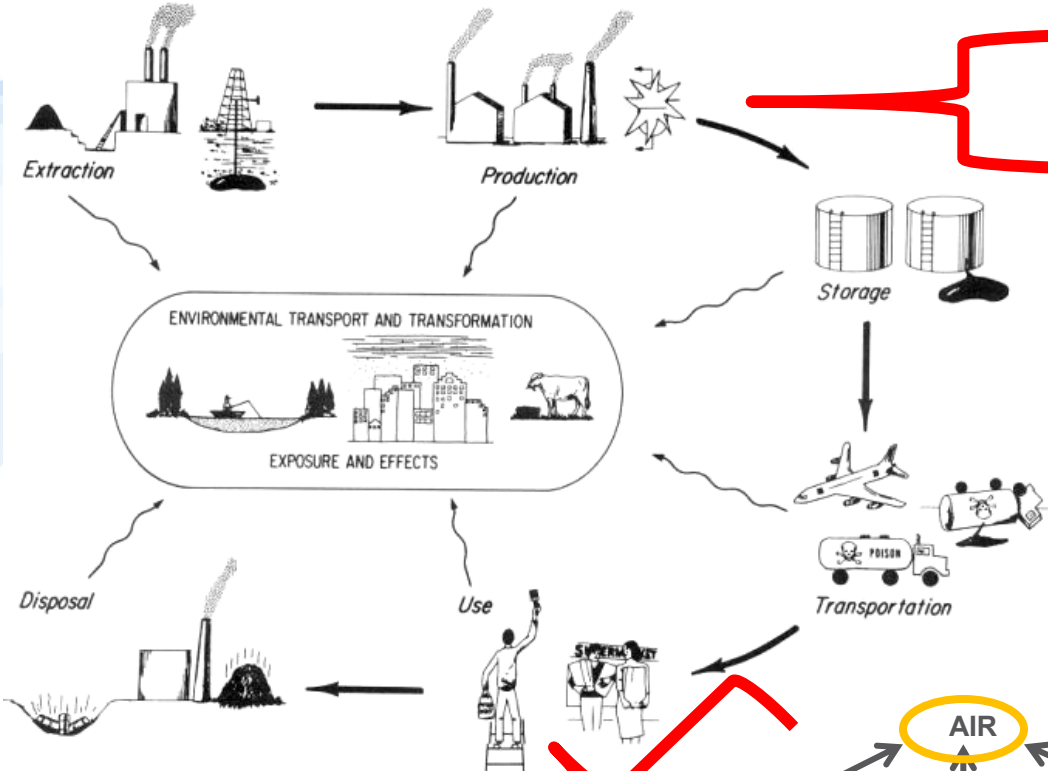 Extraction
Production
Storage
ENVIRONMENTAL TRANSPORT AND TRANSFORMATION
EXPOSURE AND EFFECTS
POISON
Transportation
Disposal
Use
AIR